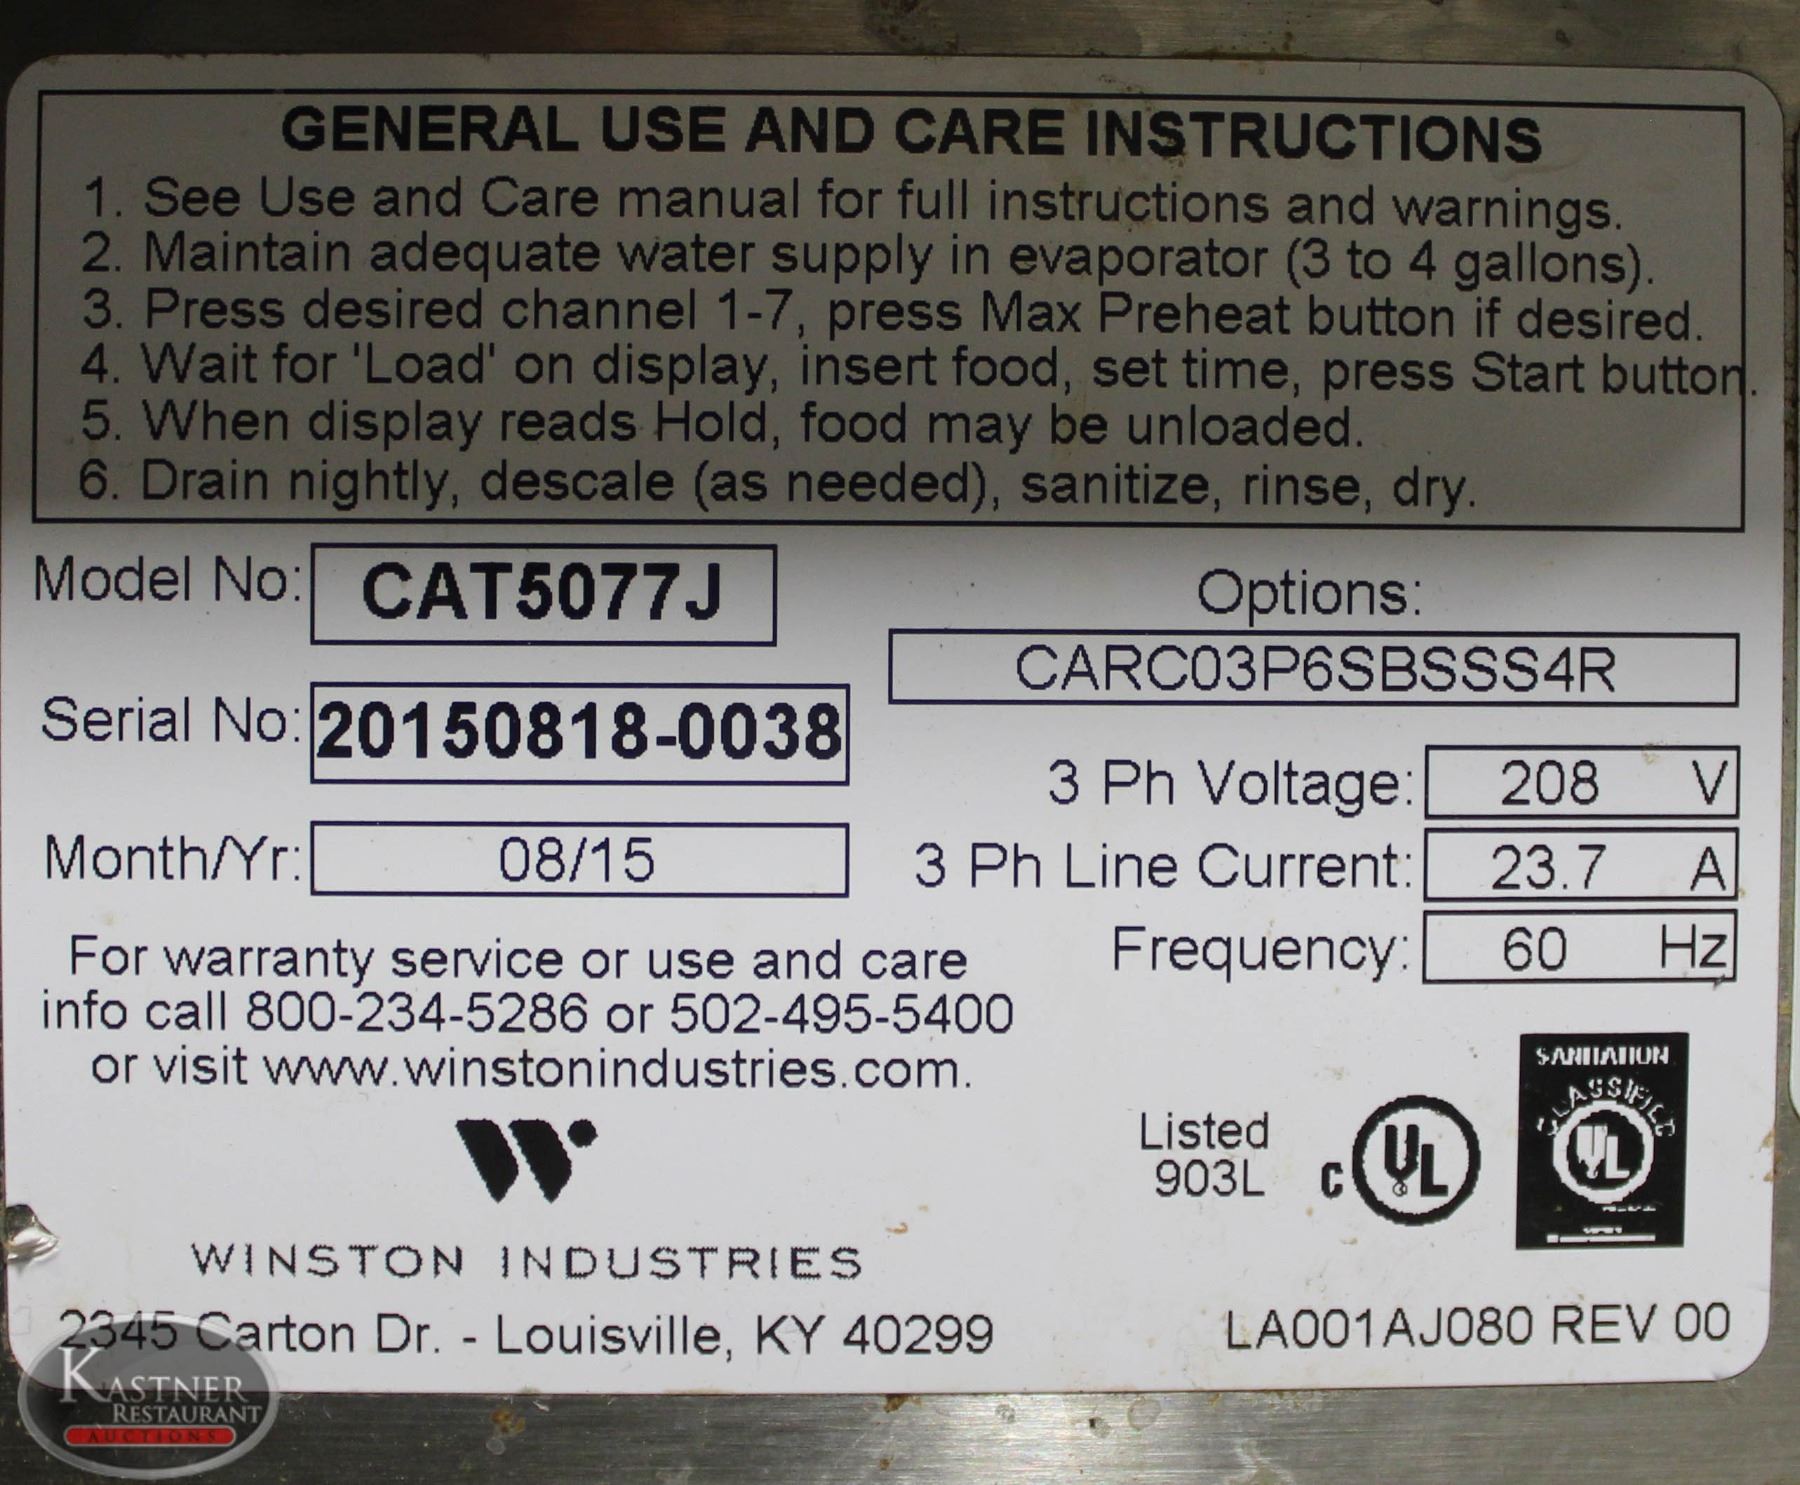 GENERAL USE AND CARE INSTRUCTIONS
1. See Use and Care manual for full instructions and warnings.
2. Maintain adequate water supply in evaporator (3 to 4 gallons).
3. Press desired channel 1-7, press Max Preheat button if desired.
4. Wait for 'Load' on display, insert food, set time, press Start button.
5. When display reads Hold, food may be unloaded.
6. Drain nightly, descale (as needed), sanitize, rinse, dry.
Model No: CAT5077J
Serial No: 20150818-0038
Month/Yr: 08/15
Options:
CARC03P6SBSSS4R
3 Ph Voltage: 208 V
3 Ph Line Current: 23.7 A
Frequency: 60 Hz
For warranty service or use and care
info call 800-234-5286 or 502-495-5400
or visit www.winstonindustries.com.
W
WINSTON INDUSTRIES
2345 Carton Dr. - Louisville, KY 40299
Listed
903L
C UL
SANITATION
CLASSIFIED
UL
LA001AJ080 REV 00
KASTNER
RESTAURANT
AUCTIONS